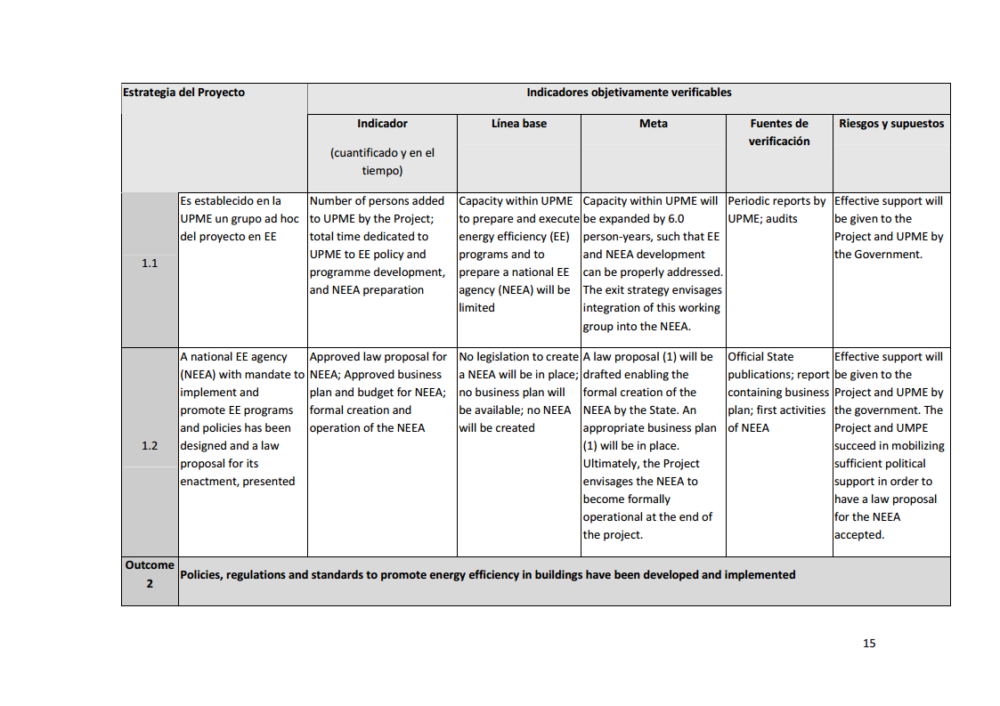 Estrategia del Proyecto
Indicadores objetivamente verificables
Indicador
(cuantificado y en el
tiempo)
Línea base
Meta
Fuentes de
verificación
Riesgos y supuestos
1.1
Es establecido en la
UPME un grupo ad hoc
del proyecto en EE
Number of persons added
to UPME by the Project;
total time dedicated to
UPME to EE policy and
programme development,
and NEEA preparation
Capacity within UPME
to prepare and execute
energy efficiency (EE)
programs and to
prepare a national EE
agency (NEEA) will be
limited
Capacity within UPME will
be expanded by 6.0
person-years, such that EE
and NEEA development
can be properly addressed.
The exit strategy envisages
integration of this working
group into the NEEA.
Periodic reports by
UPME; audits
Effective support will
be given to the
Project and UPME by
the Government.
1.2
A national EE agency
(NEEA) with mandate to
implement and
promote EE programs
and policies has been
designed and a law
proposal for its
enactment, presented
Approved law proposal for
NEEA; Approved business
plan and budget for NEEA;
formal creation and
operation of the NEEA
No legislation to create
a NEEA will be in place;
no business plan will
be available; no NEEA
will be created
A law proposal (1) will be
drafted enabling the
formal creation of the
NEEA by the State. An
appropriate business plan
(1) will be in place.
Ultimately, the Project
envisages the NEEA to
become formally
operational at the end of
the project.
Official State
publications; report
containing business
plan; first activities
of NEEA
Effective support will
be given to the
Project and UPME by
the government. The
Project and UMPE
succeed in mobilizing
sufficient political
support in order to
have a law proposal
for the NEEA
accepted.
Outcome
2
Policies, regulations and standards to promote energy efficiency in buildings have been developed and implemented
15